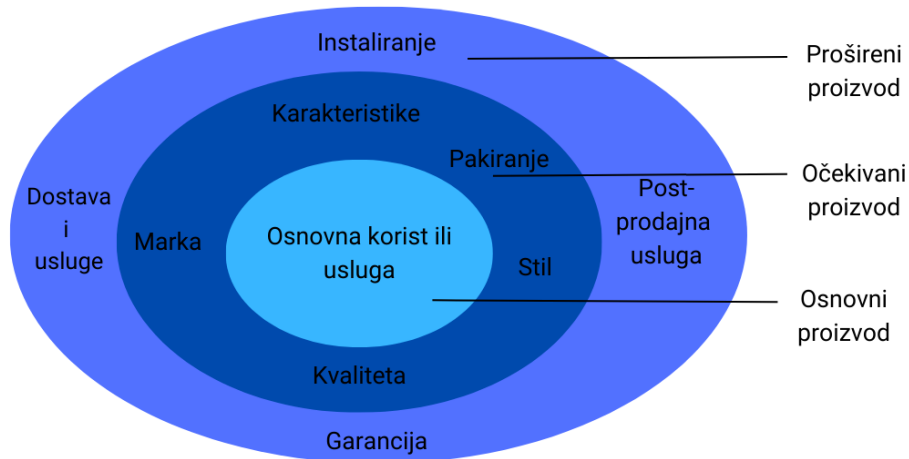 Instaliranje
Prošireni
proizvod
Karakteristike
Pakiranje
Očekivani
proizvod
Dostava
i
usluge
Marka
Osnovna korist ili
usluga
Stil
Post-
prodajna
usluga
Osnovni
proizvod
Kvaliteta
Garancija